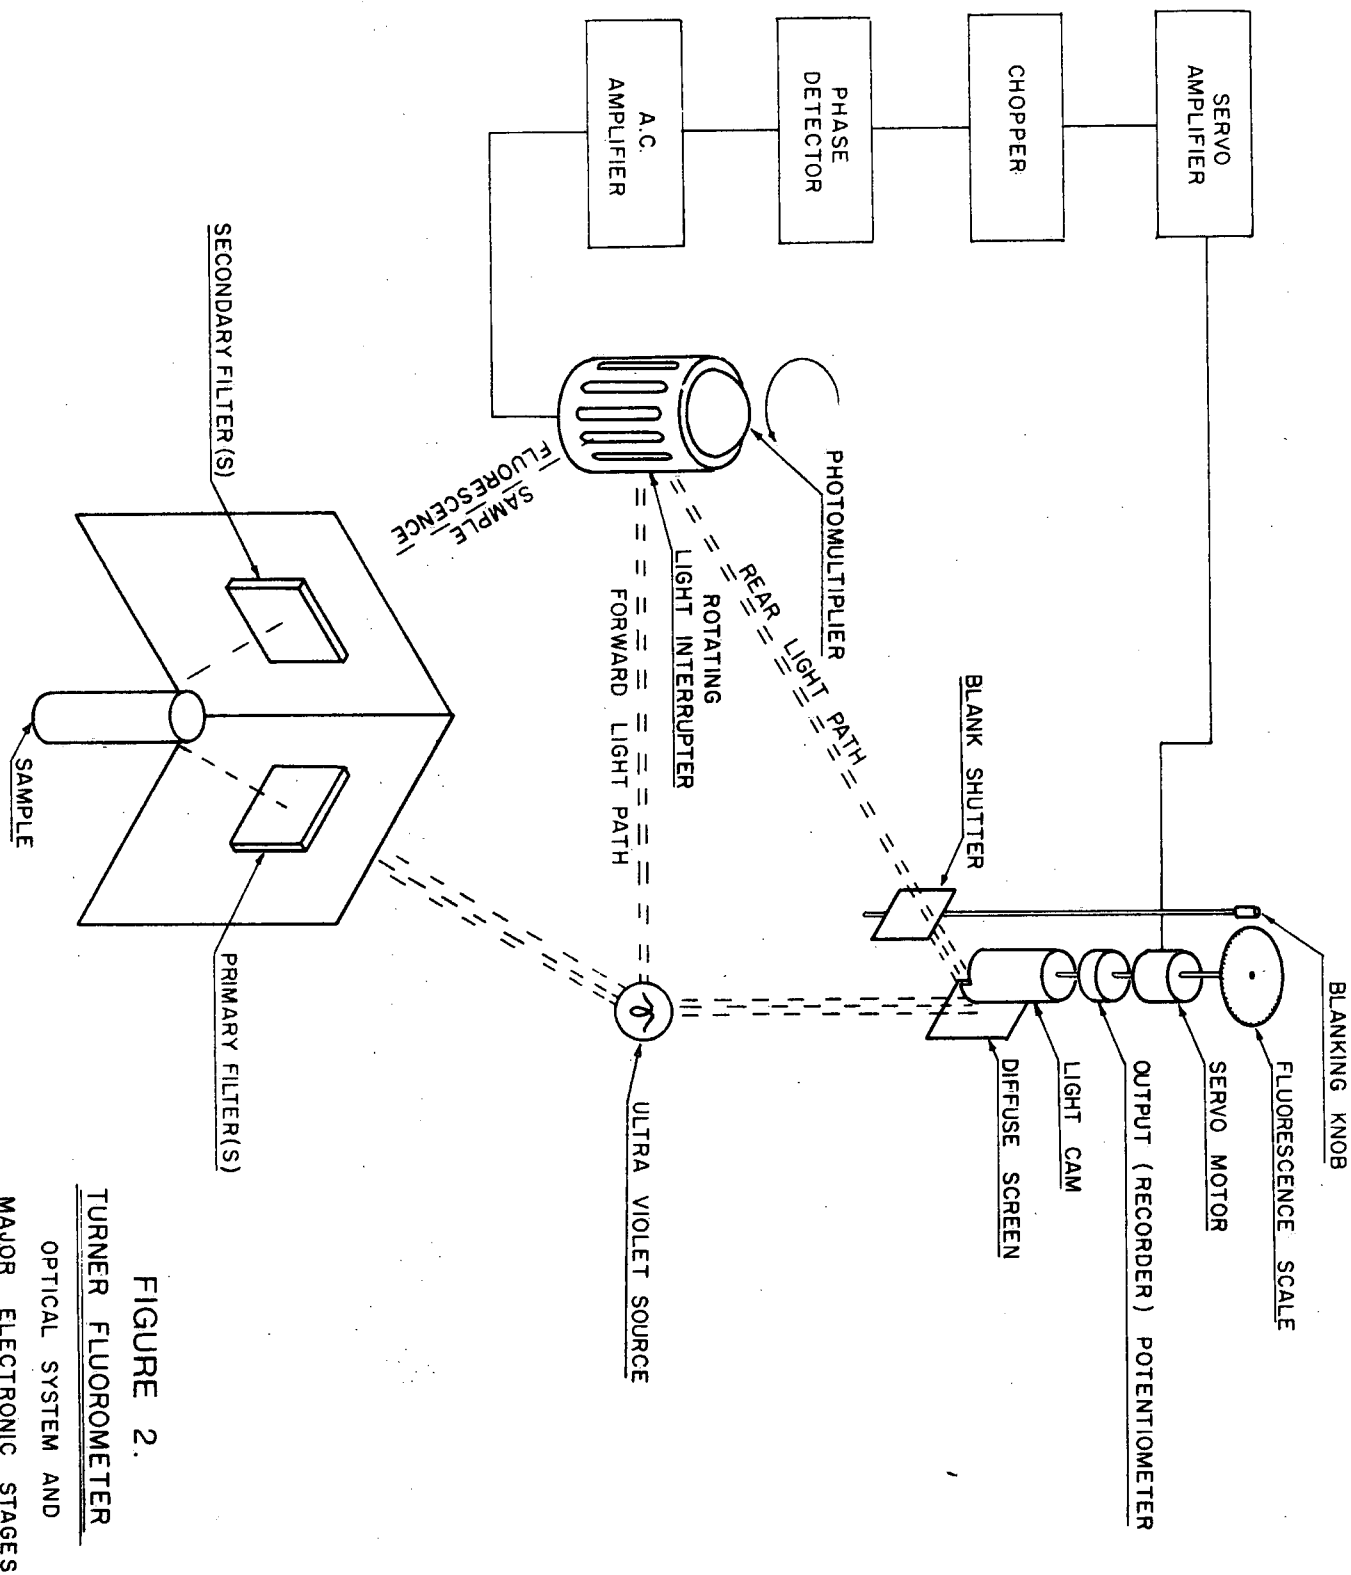 BLANKING KNOB
FLUORESCENCE SCALE
SERVO
AMPLIFIER
SERVO MOTOR
OUTPUT (RECORDER) POTENTIOMETER
LIGHT CAM
CHOPPER
DIFFUSE SCREEN
BLANK SHUTTER
PHASE
DETECTOR
PHOTOMULTIPLIER
REAR LIGHT PATH
ROTATING
LIGHT INTERRUPTER
A.C.
AMPLIFIER
FORWARD LIGHT PATH
ULTRA VIOLET SOURCE
SAMPLE
FLUORESCENCE
SECONDARY FILTER(S)
PRIMARY FILTER(S)
SAMPLE
FIGURE 2.
TURNER FLUOROMETER
OPTICAL SYSTEM AND
MAJOR ELECTRONIC STAGES